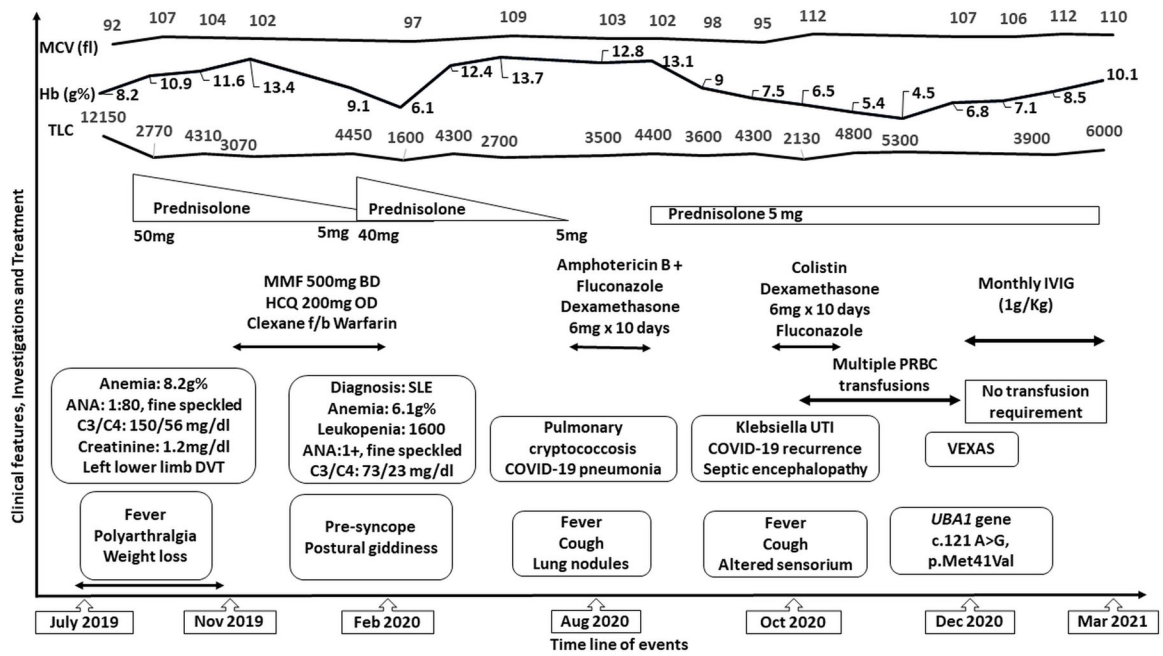 92 107 104 102 97 109 103 102 98 95 112 107 106 112 110
MCV (fl)
Hb (g%)
8.2 10.9 11.6 13.4 9.1 6.1 12.4 13.7 12.8 13.1 9 7.5 6.5 5.4 4.5 6.8 7.1 8.5 10.1
TLC
12150 2770 4310 3070 4450 1600 4300 2700 3500 4400 3600 4300 2130 4800 5300 3900 6000
Prednisolone
50mg
5mg
Prednisolone
40mg
5mg
Prednisolone 5 mg
MMF 500mg BD
HCQ 200mg OD
Clexane f/b Warfarin
Amphotericin B +
Fluconazole
Dexamethasone
6mg x 10 days
Colistin
Dexamethasone
6mg x 10 days
Fluconazole
Monthly IVIG
(1g/Kg)
Multiple PRBC
transfusions
No transfusion
requirement
Anemia: 8.2g%
ANA: 1:80, fine speckled
C3/C4: 150/56 mg/dl
Creatinine: 1.2mg/dl
Left lower limb DVT
Diagnosis: SLE
Anemia: 6.1g%
Leukopenia: 1600
ANA:1+, fine speckled
C3/C4: 73/23 mg/dl
Pulmonary
cryptococcosis
COVID-19 pneumonia
Klebsiella UTI
COVID-19 recurrence
Septic encephalopathy
VEXAS
Fever
Polyarthralgia
Weight loss
Pre-syncope
Postural giddiness
Fever
Cough
Lung nodules
Fever
Cough
Altered sensorium
UBA1 gene
c.121 A>G,
p.Met41Val
Clinical features, Investigations and Treatment
July 2019
Nov 2019
Feb 2020
Aug 2020
Oct 2020
Dec 2020
Mar 2021
Time line of events